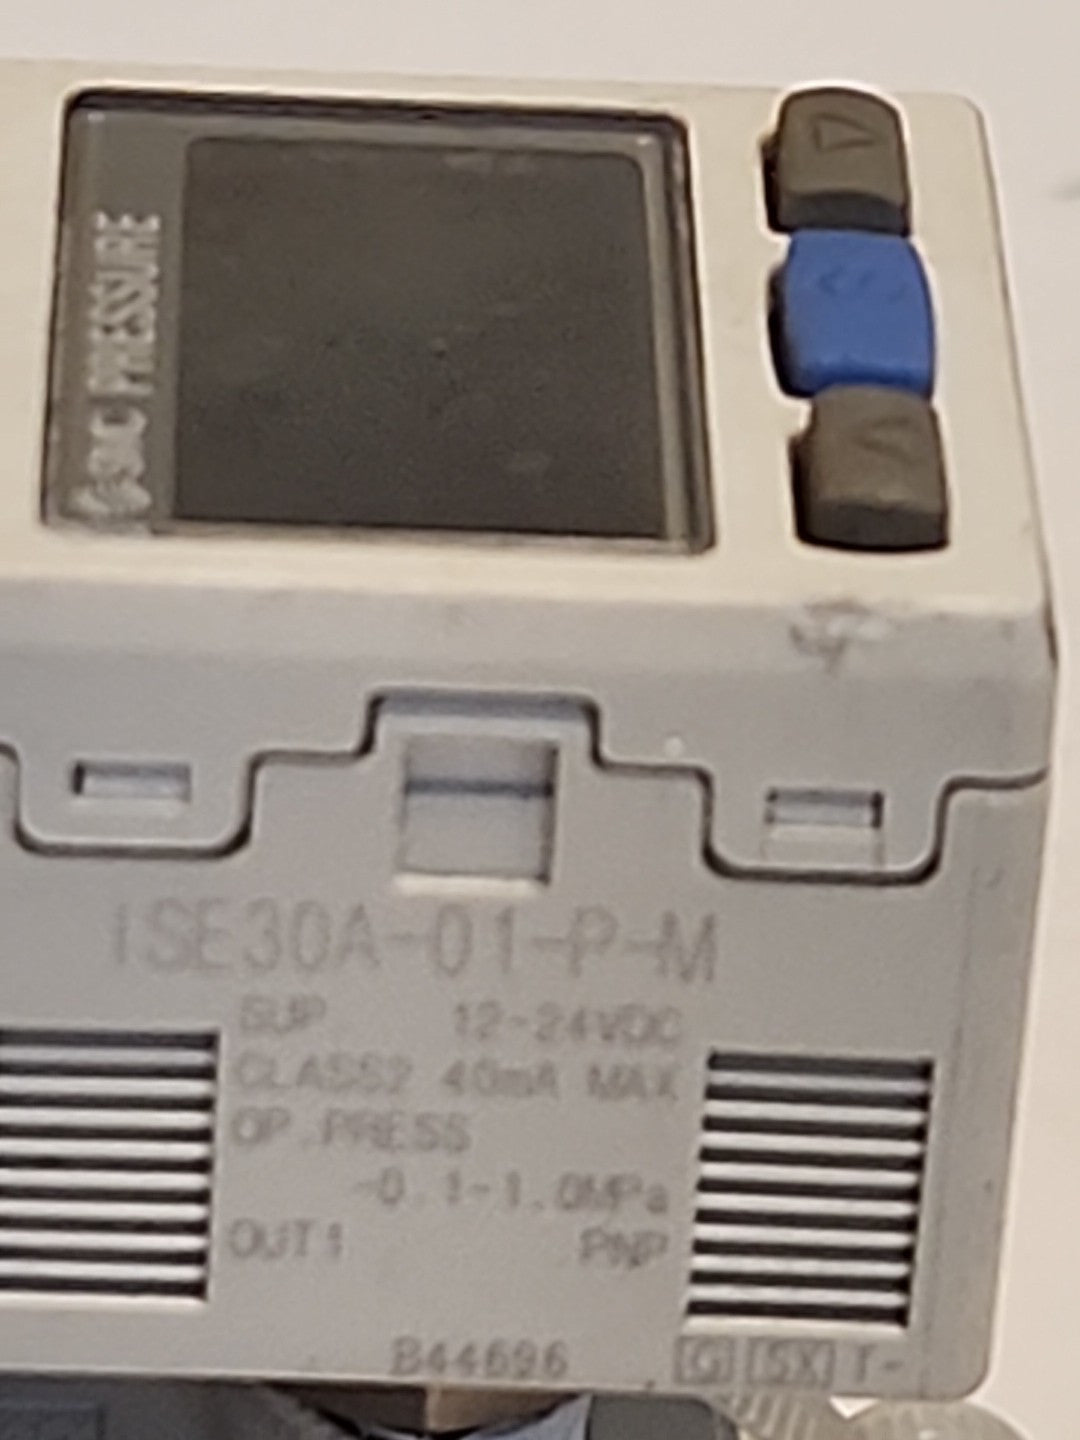 SMC PRESSURE
ISE30A-01-P-M
SUP 12-24VDC
CLASS2 40mA MAX
OP.PRESS
-0.1-1.0MPa
OUT1 PNP
B44696 G SX T-